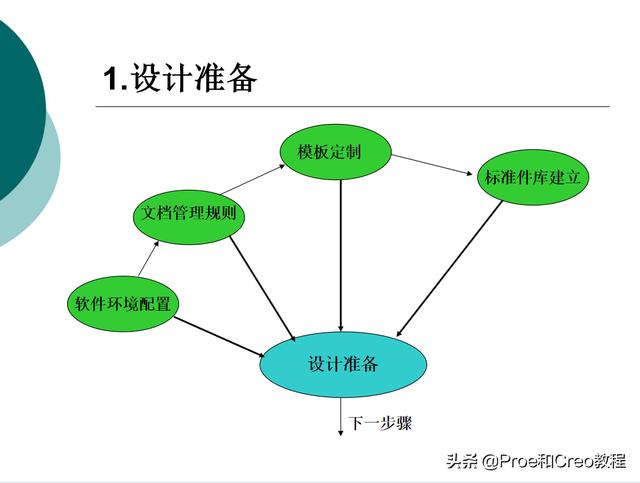 1.设计准备
模板定制
标准件库建立
文档管理规则
软件环境配置
设计准备
下一步骤
头条 @Proe和Creo教程